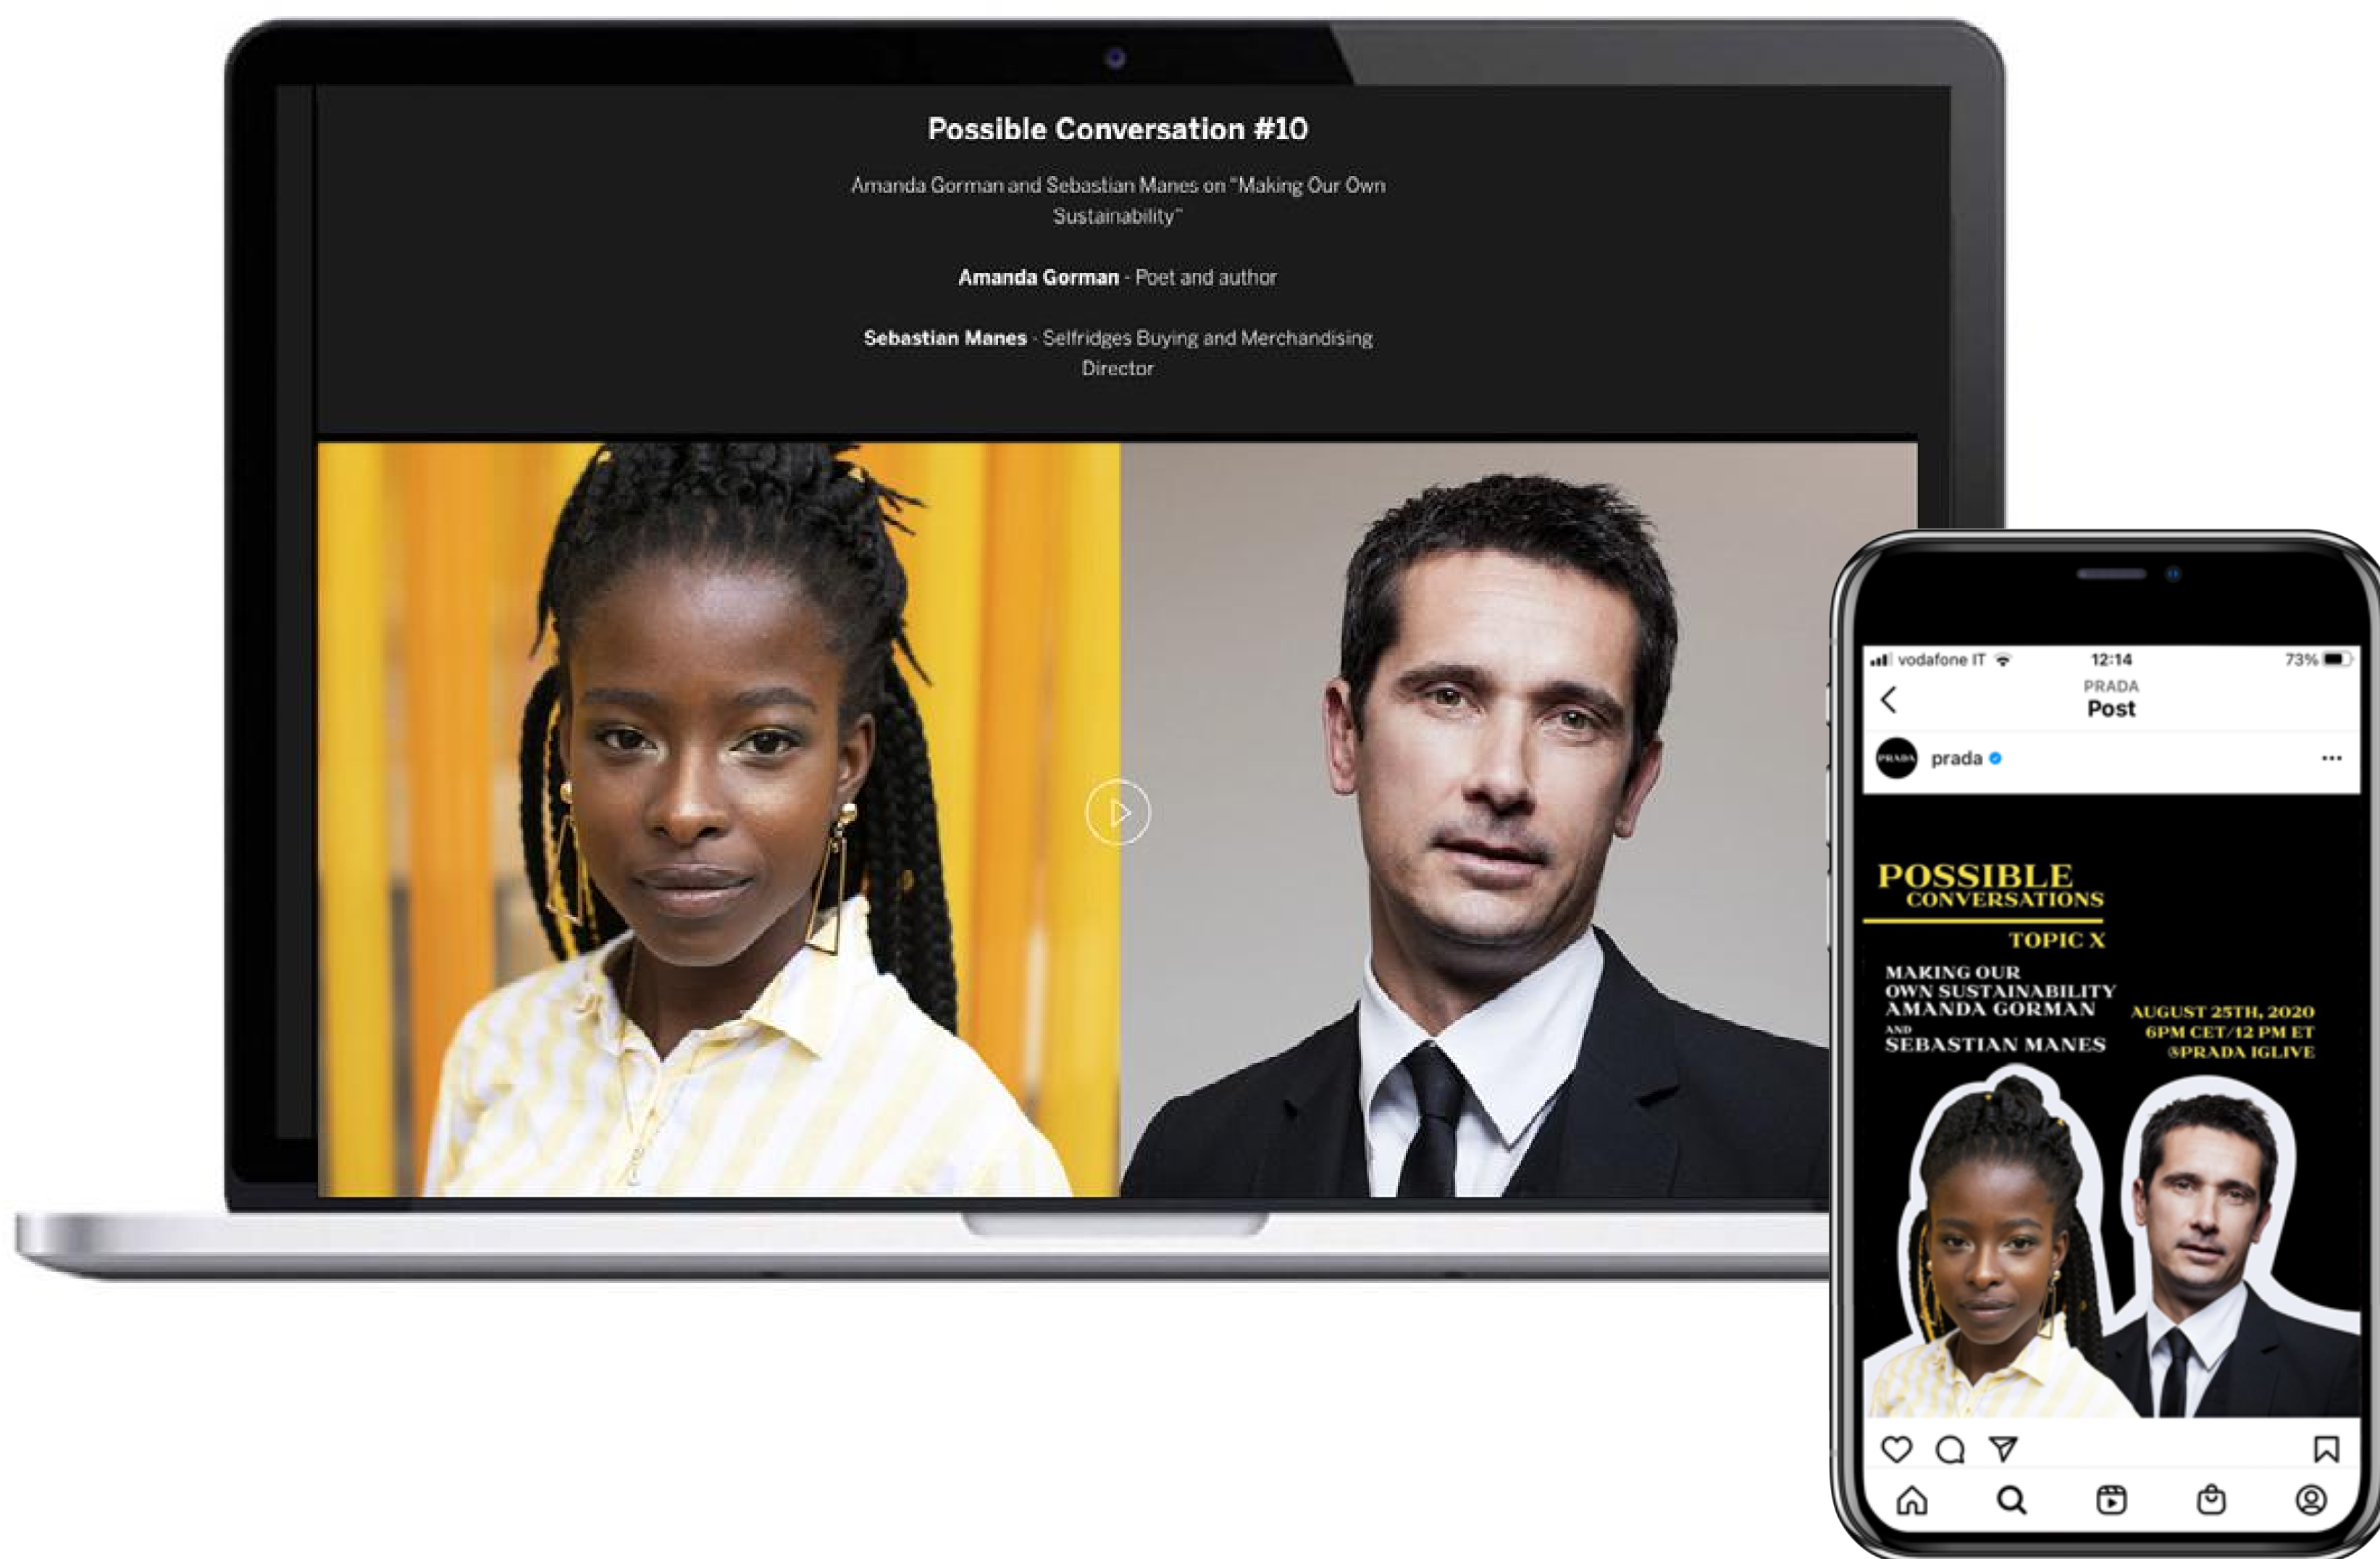 Possible Conversation #10
Amanda Gorman and Sebastian Manes on "Making Our Own
Sustainability"
Amanda Gorman - Poet and author
Sebastian Manes - Selfridges Buying and Merchandising
Director
vodafone IT
12:14
73%
PRADA
Post
PRADA
prada
POSSIBLE
CONVERSATIONS
TOPIC X
MAKING OUR
OWN SUSTAINABILITY
AMANDA GORMAN
AND
SEBASTIAN MANES
AUGUST 25TH, 2020
6PM CET/12 PM ET
@PRADA IGLIVE